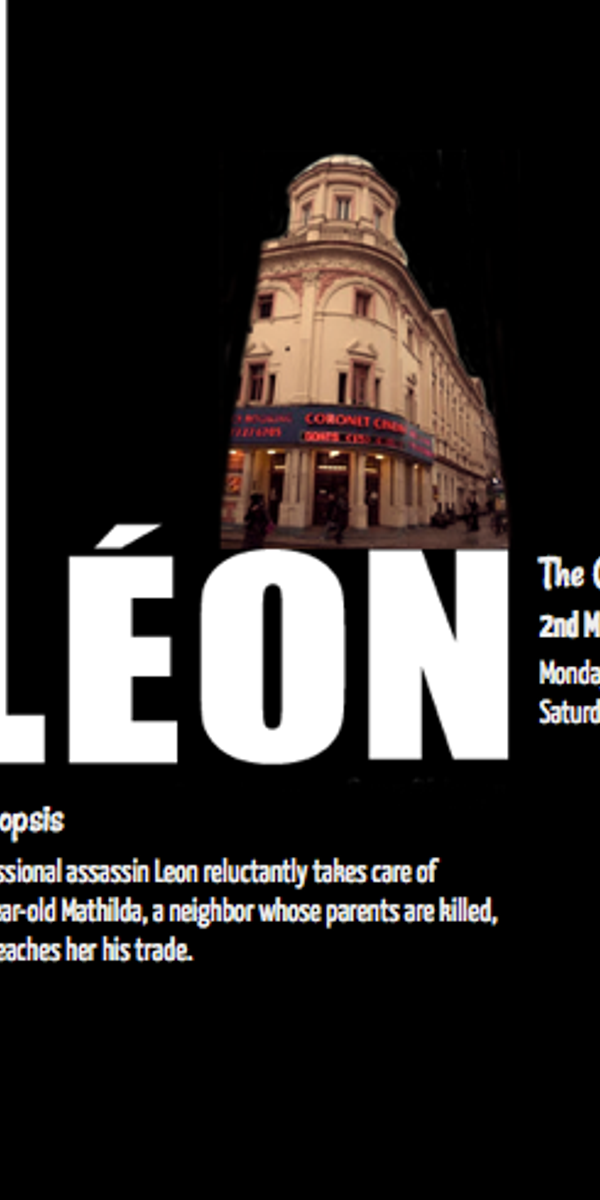 CORONET CINEMA
LÉON
The
2nd M
Monda
Saturd
opsis
ssional assassin Leon reluctantly takes care of
ear-old Mathilda, a neighbor whose parents are killed,
eaches her his trade.